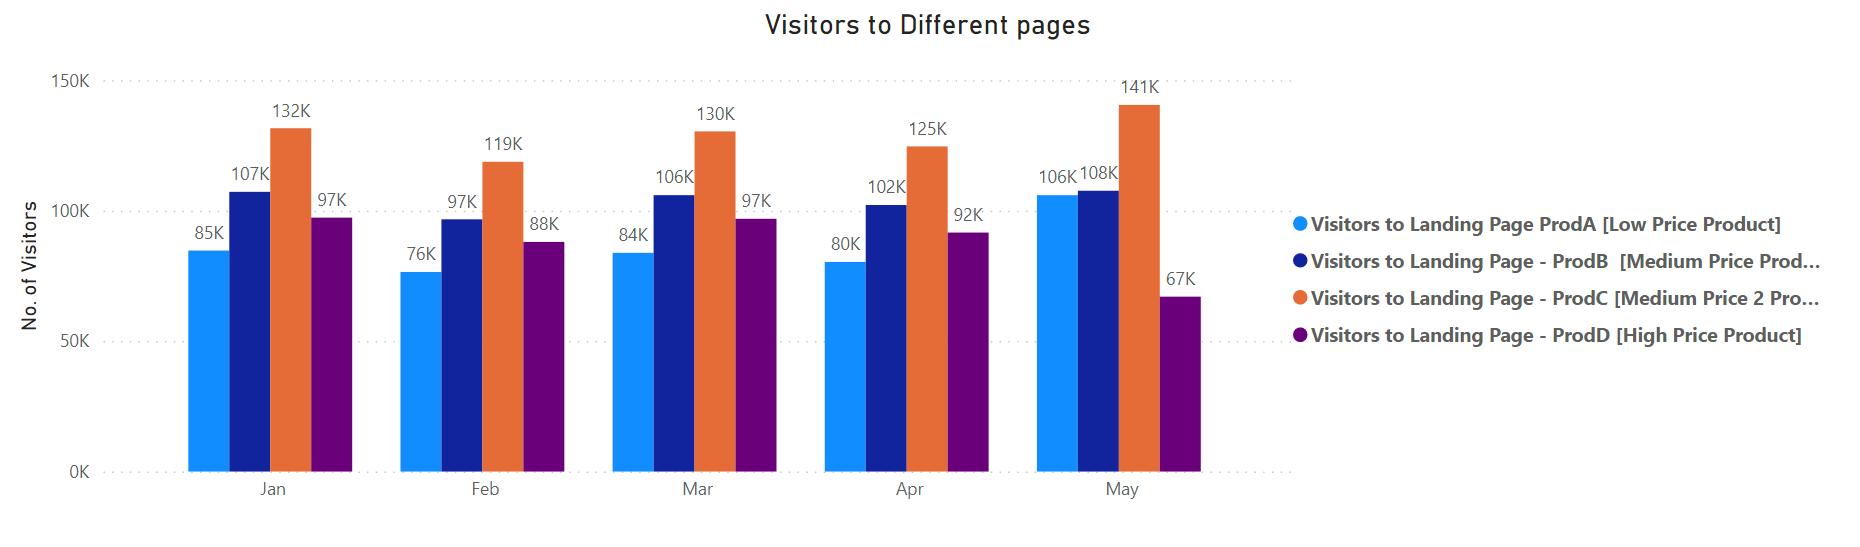 Visitors to Different pages
No. of Visitors
150K
100K
50K
0K
85K 107K 132K 97K
76K 97K 119K 88K
84K 106K 130K 97K
80K 102K 125K 92K
106K 108K 141K 67K
Jan Feb Mar Apr May
Visitors to Landing Page ProdA [Low Price Product]
Visitors to Landing Page - ProdB [Medium Price Prod...
Visitors to Landing Page - ProdC [Medium Price 2 Pro...
Visitors to Landing Page - ProdD [High Price Product]